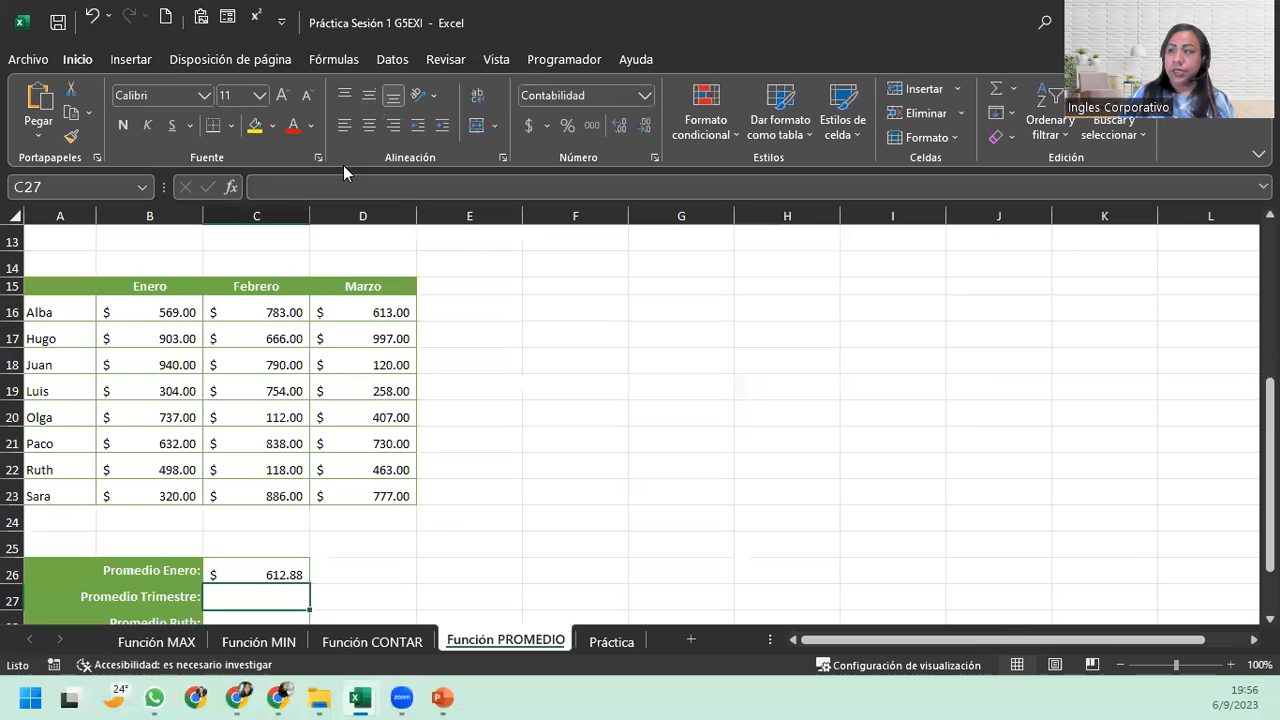 Práctica Sesión 1 G5EXI - Excel
Archivo Inicio Insertar Disposición de página Fórmulas Datos Revisar Vista Programador Ayuda
Ingles Corporativo
Calibri 11 Contabilidad
Pegar
N K S
$ % 000
Formato condicional
Dar formato como tabla
Estilos de celda
Insertar
Eliminar
Formato
Ordenar y filtrar
Buscar y seleccionar
Portapapeles Fuente Alineación Número Estilos Celdas Edición
C27 fx
A B C D E F G H I J K L
13
14
15 Enero Febrero Marzo
16 Alba $ 569.00 $ 783.00 $ 613.00
17 Hugo $ 903.00 $ 666.00 $ 997.00
18 Juan $ 940.00 $ 790.00 $ 120.00
19 Luis $ 304.00 $ 754.00 $ 258.00
20 Olga $ 737.00 $ 112.00 $ 407.00
21 Paco $ 632.00 $ 838.00 $ 730.00
22 Ruth $ 498.00 $ 118.00 $ 463.00
23 Sara $ 320.00 $ 886.00 $ 777.00
24
25
26 Promedio Enero: $ 612.88
27 Promedio Trimestre:
Promedio Ruth:
Función MAX Función MIN Función CONTAR Función PROMEDIO Práctica
Listo Accesibilidad: es necesario investigar Configuración de visualización 100%
24°
zoom
19:56
6/9/2023